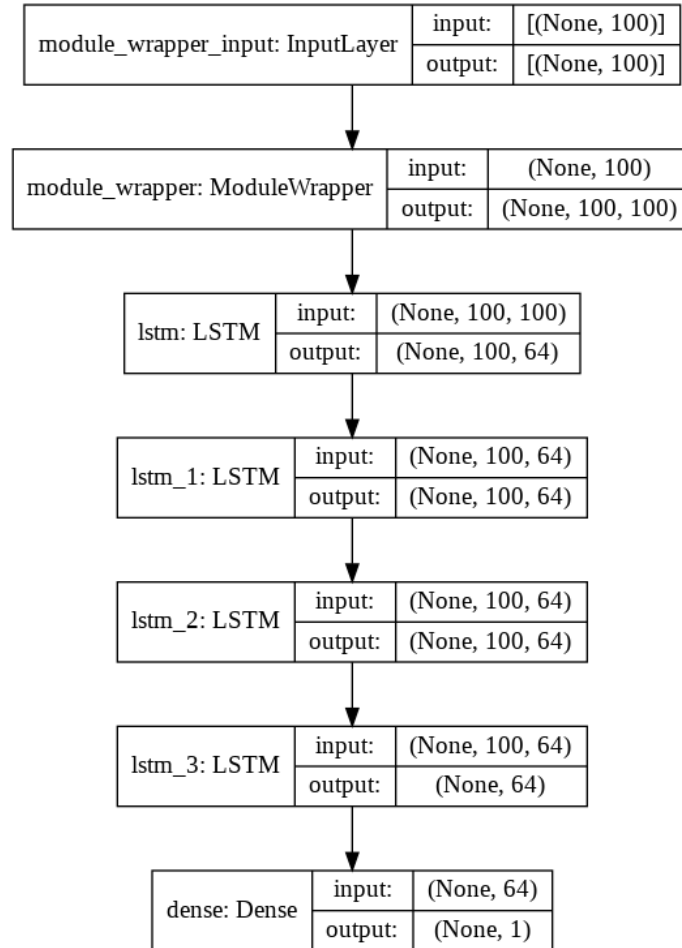 module_wrapper_input: InputLayer
input: [(None, 100)]
output: [(None, 100)]
module_wrapper: ModuleWrapper
input: (None, 100)
output: (None, 100, 100)
lstm: LSTM
input: (None, 100, 100)
output: (None, 100, 64)
lstm_1: LSTM
input: (None, 100, 64)
output: (None, 100, 64)
lstm_2: LSTM
input: (None, 100, 64)
output: (None, 100, 64)
lstm_3: LSTM
input: (None, 100, 64)
output: (None, 64)
dense: Dense
input: (None, 64)
output: (None, 1)